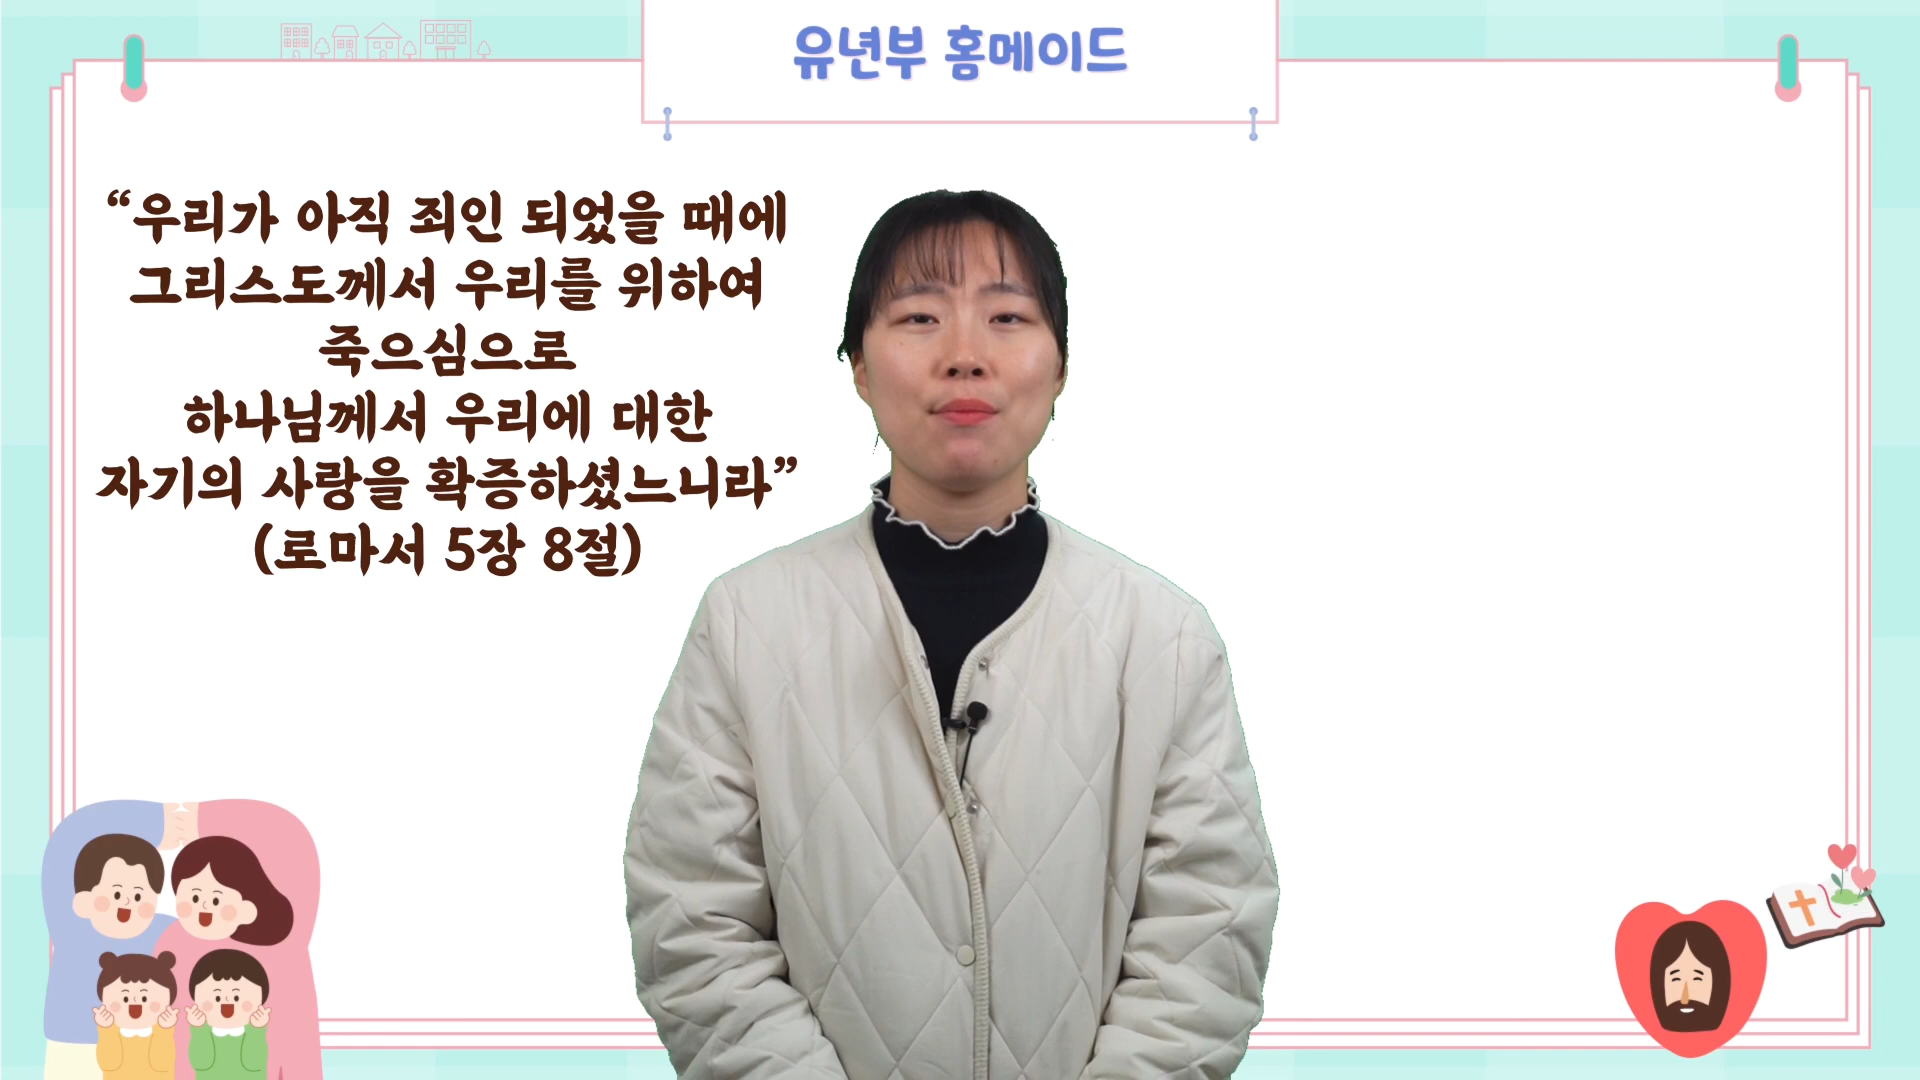 유년부 홈메이드
“우리가 아직 죄인 되었을 때에
그리스도께서 우리를 위하여
죽으심으로
하나님께서 우리에 대한
자기의 사랑을 확증하셨느니라”
(로마서 5장 8절)